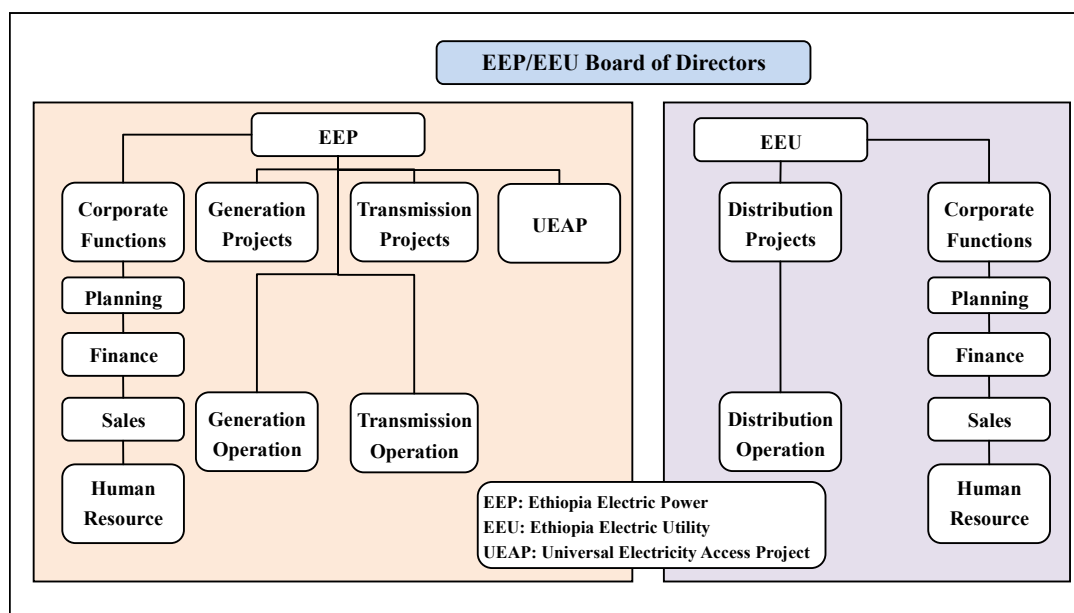 EEP/EEU Board of Directors
EEP
Corporate
Functions
Generation
Projects
Transmission
Projects
UEAP
Planning
Finance
Sales
Human
Resource
Generation
Operation
Transmission
Operation
EEU
Distribution
Projects
Corporate
Functions
Distribution
Operation
Planning
Finance
Sales
Human
Resource
EEP: Ethiopia Electric Power
EEU: Ethiopia Electric Utility
UEAP: Universal Electricity Access Project